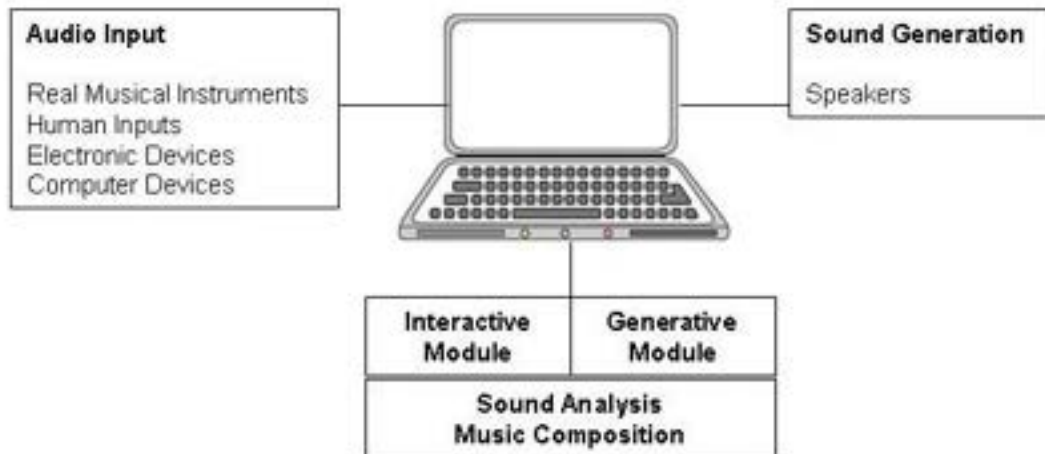 Audio Input
Real Musical Instruments
Human Inputs
Electronic Devices
Computer Devices
Sound Generation
Speakers
Interactive
Module
Generative
Module
Sound Analysis
Music Composition